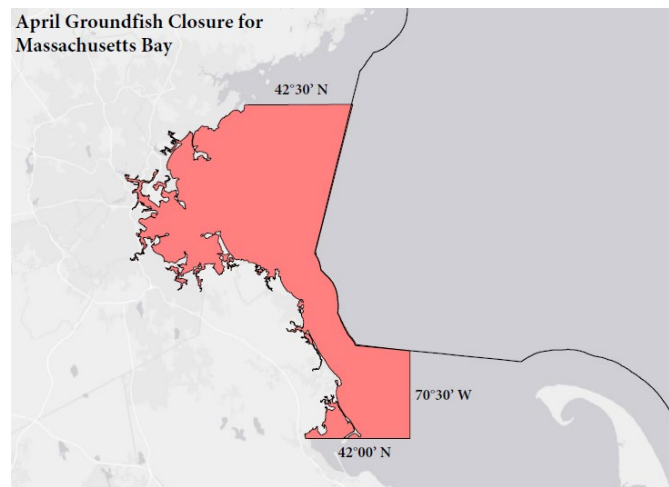 April Groundfish Closure for
Massachusetts Bay
42°30' N
70°30' W
42°00' N